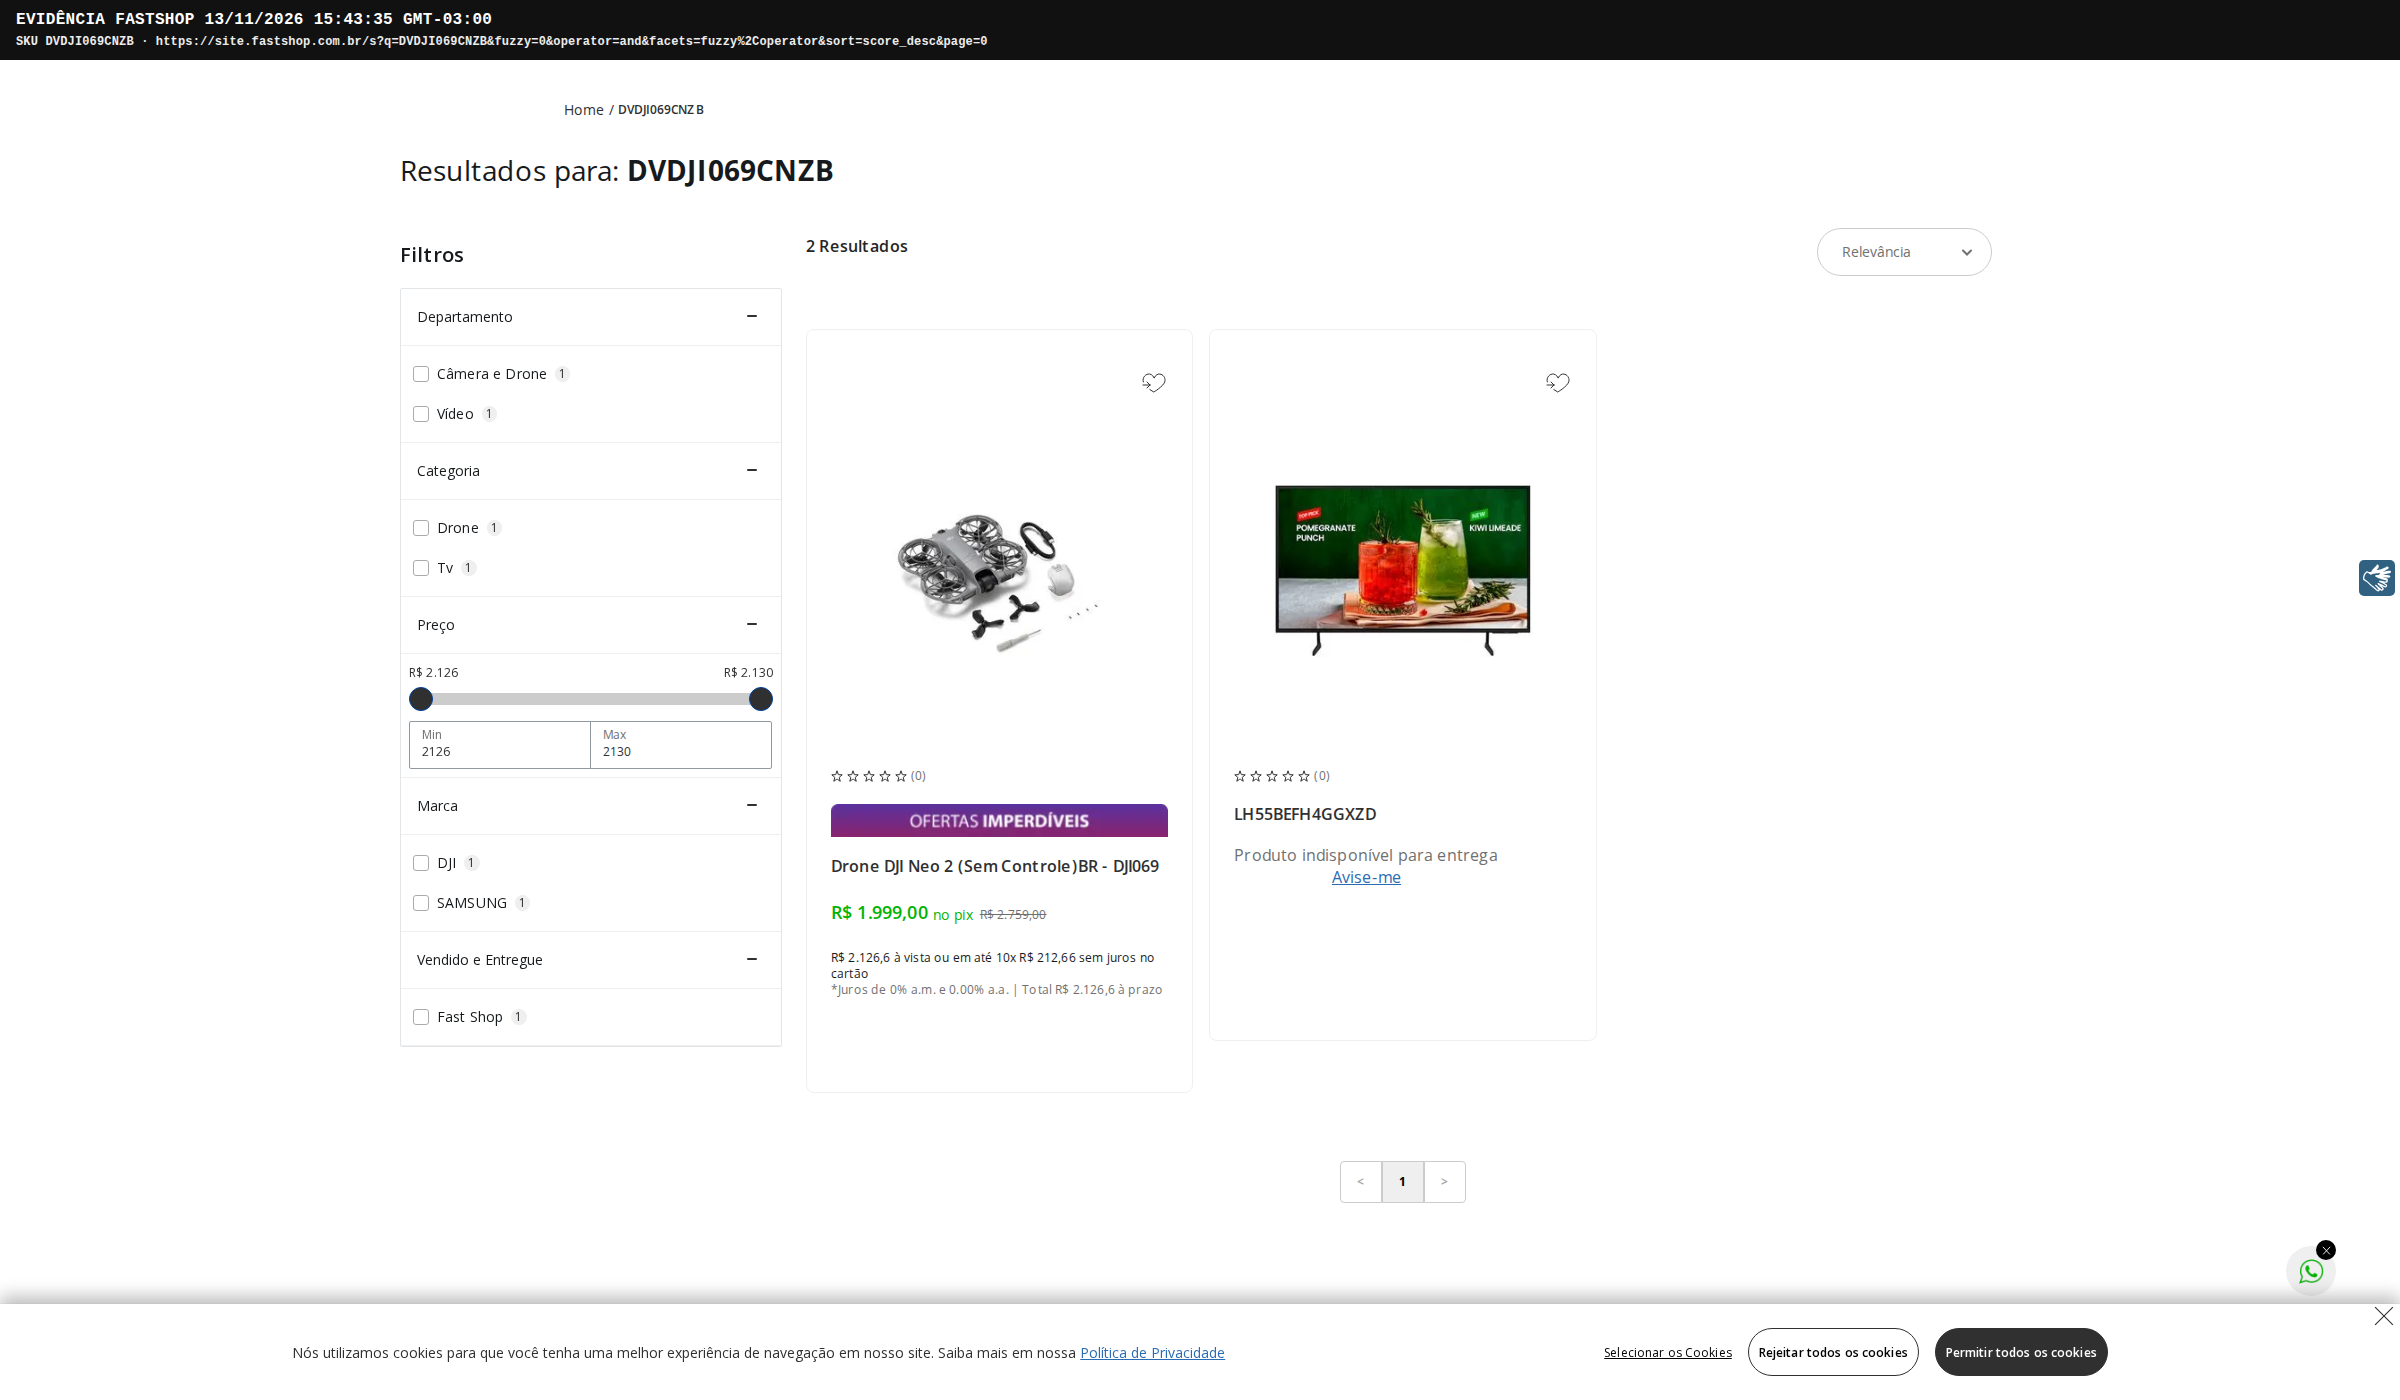 EVIDÊNCIA FASTSHOP 13/11/2026 15:43:35 GMT-03:00
SKU DVDJI069CNZB · https://site.fastshop.com.br/s?q=DVDJI069CNZB&fuzzy=0&operator=and&facets=fuzzy%2Coperator&sort=score_desc&page=0
Home / DVDJI069CNZB
Resultados para: DVDJI069CNZB
Filtros
2 Resultados
Relevância
Departamento
Câmera e Drone 1
Vídeo 1
Categoria
Drone 1
Tv 1
Preço
R$ 2.126 R$ 2.130
Min Max
2126 2130
Marca
DJI 1
SAMSUNG 1
Vendido e Entregue
Fast Shop 1
(0)
OFERTAS IMPERDÍVEIS
Drone DJI Neo 2 (Sem Controle)BR - DJI069
R$ 1.999,00 no pix R$ 2.759,00
R$ 2.126,6 à vista ou em até 10x R$ 212,66 sem juros no
cartão
*Juros de 0% a.m. e 0.00% a.a. | Total R$ 2.126,6 à prazo
TOP PICK
POMEGRANATE
PUNCH
NEW
KIWI LIMEADE
(0)
LH55BEFH4GGXZD
Produto indisponível para entrega
Avise-me
< 1 >
Nós utilizamos cookies para que você tenha uma melhor experiência de navegação em nosso site. Saiba mais em nossa Política de Privacidade
Selecionar os Cookies
Rejeitar todos os cookies
Permitir todos os cookies